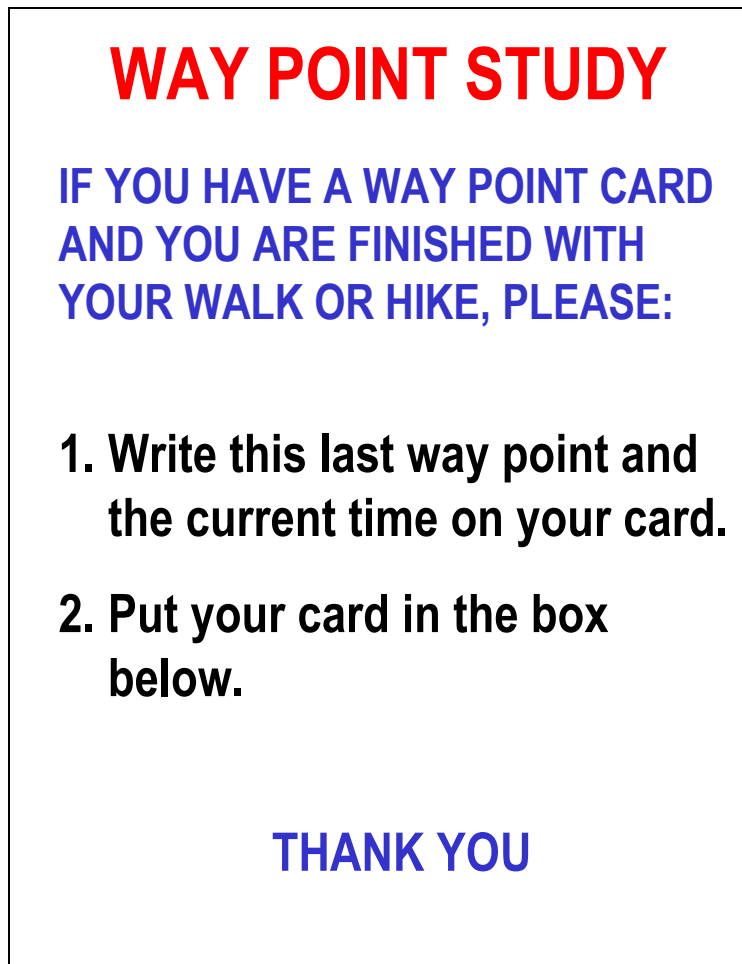 WAY POINT STUDY
IF YOU HAVE A WAY POINT CARD
AND YOU ARE FINISHED WITH
YOUR WALK OR HIKE, PLEASE:
1. Write this last way point and
the current time on your card.
2. Put your card in the box
below.
THANK YOU